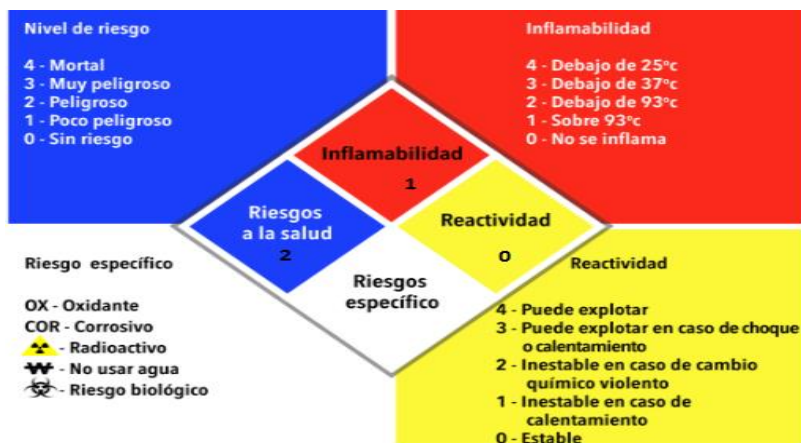 Nivel de riesgo
4 - Mortal
3 - Muy peligroso
2 - Peligroso
1 - Poco peligroso
0 - Sin riesgo
Inflamabilidad
4 - Debajo de 25ºc
3 - Debajo de 37ºc
2 - Debajo de 93ºc
1 - Sobre 93ºc
0 - No se inflama
Inflamabilidad
1
Riesgos
a la salud
2
Reactividad
0
Riesgos
específico
Riesgo específico
OX - Oxidante
COR - Corrosivo
- Radioactivo
W - No usar agua
- Riesgo biológico
Reactividad
4 - Puede explotar
3 - Puede explotar en caso de choque
o calentamiento
2 - Inestable en caso de cambio
químico violento
1 - Inestable en caso de
calentamiento
0 - Estable